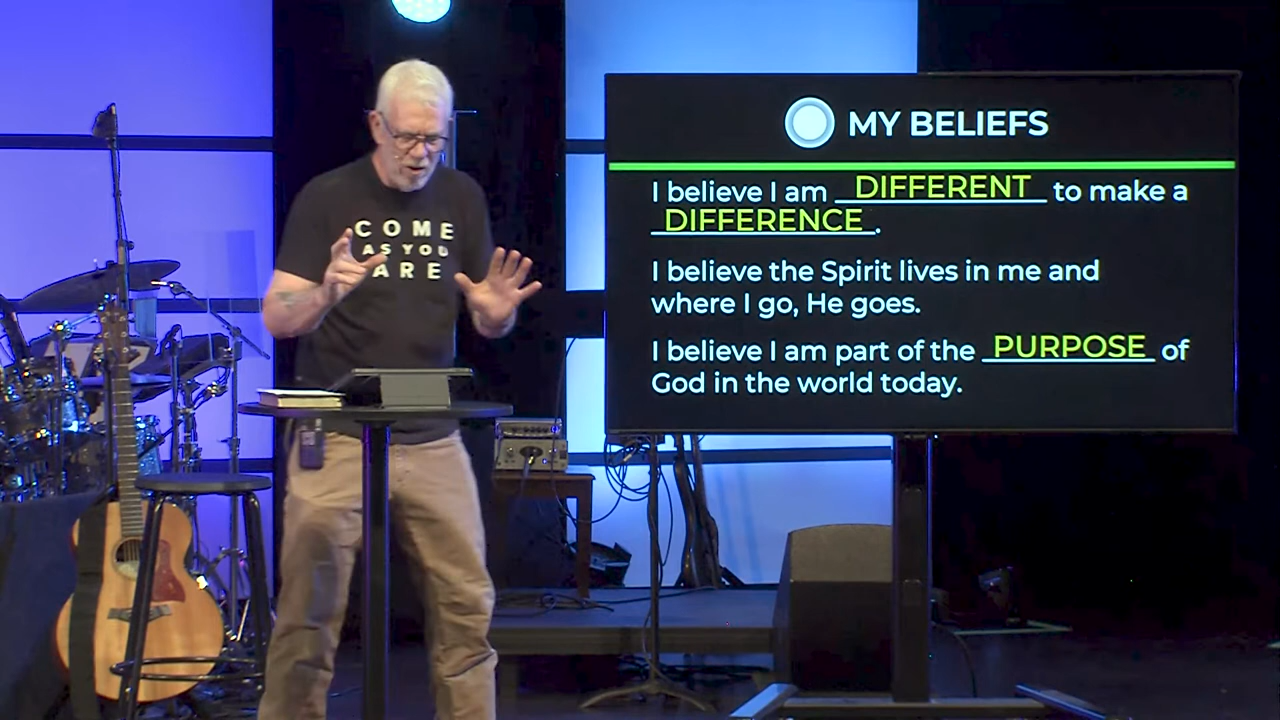 COME
AS YOU
ARE
MY BELIEFS
I believe I am DIFFERENT to make a
DIFFERENCE.
I believe the Spirit lives in me and
where I go, He goes.
I believe I am part of the PURPOSE of
God in the world today.